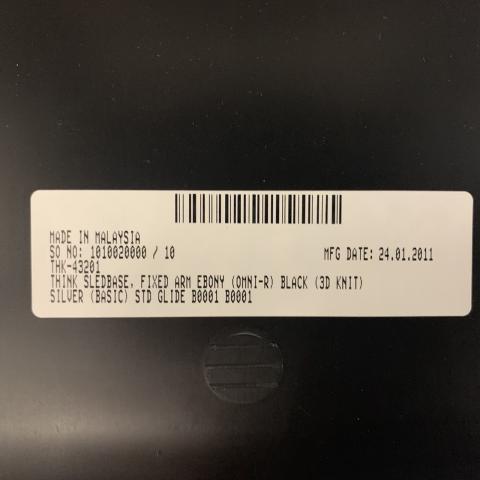 MADE IN MALAYSIA
SO NO: 1010020000 / 10
MFG DATE: 24.01.2011
THK-43201
THINK SLEDBASE, FIXED ARM EBONY (OMNI-R) BLACK (3D KNIT)
SILVER (BASIC) STD GLIDE B0001 B0001